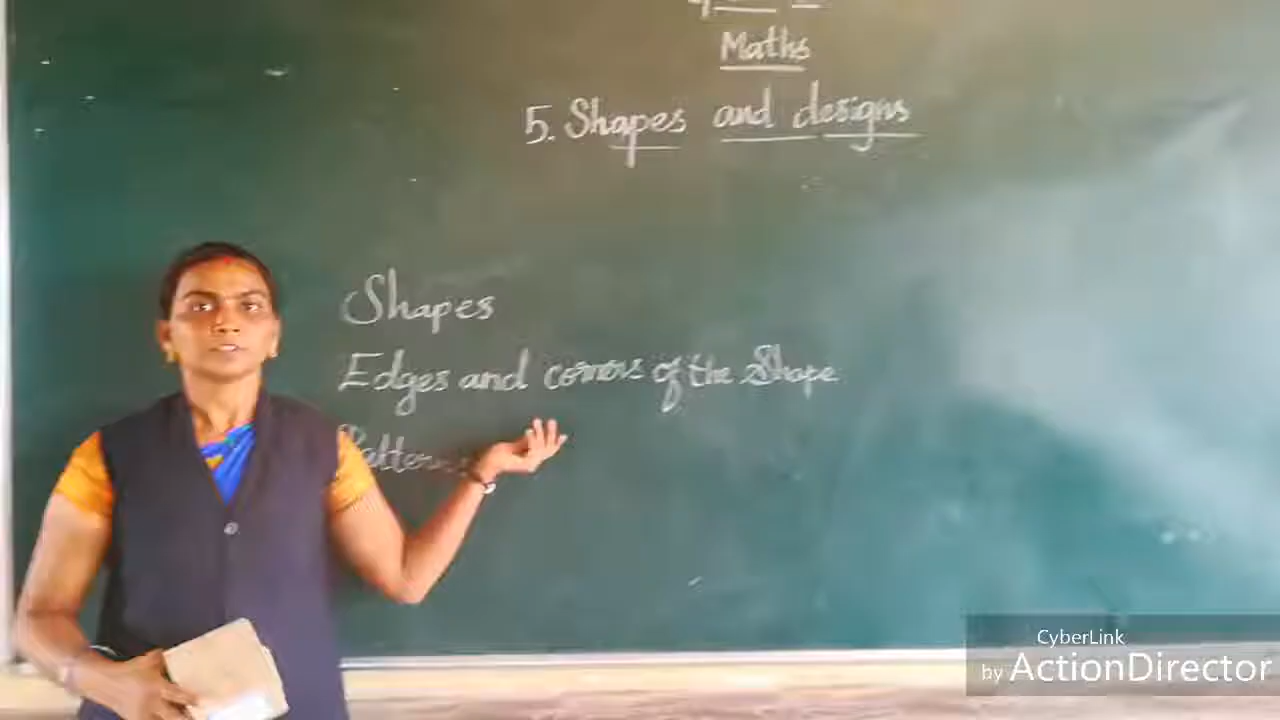 Maths
5. Shapes and designs
Shapes
Edges and corners of the Shape
CyberLink
by ActionDirector